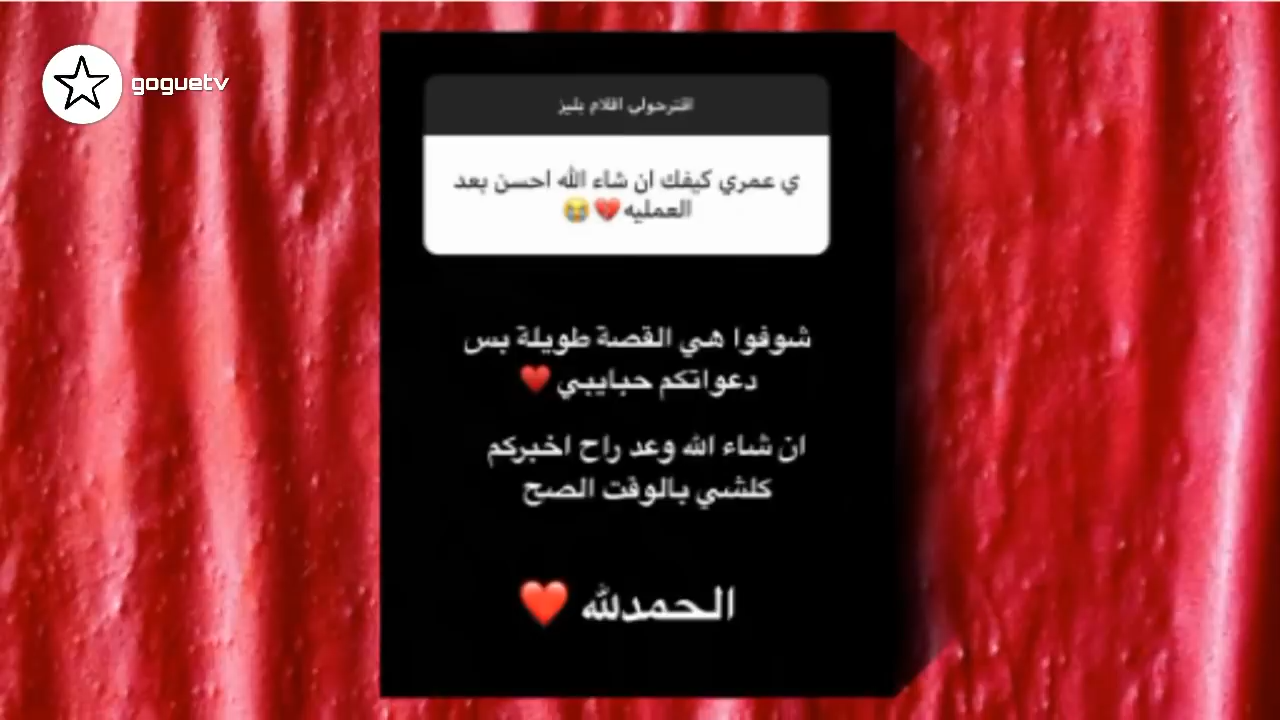 goguetv
اقترحولي افلام بليز
ي عمري كيفك ان شاء الله احسن بعد
العمليه 💔😭
شوفوا هي القصة طويلة بس
دعواتكم حبايبي ❤️
ان شاء الله وعد راح اخبركم
كلشي بالوقت الصح
الحمدلله ❤️